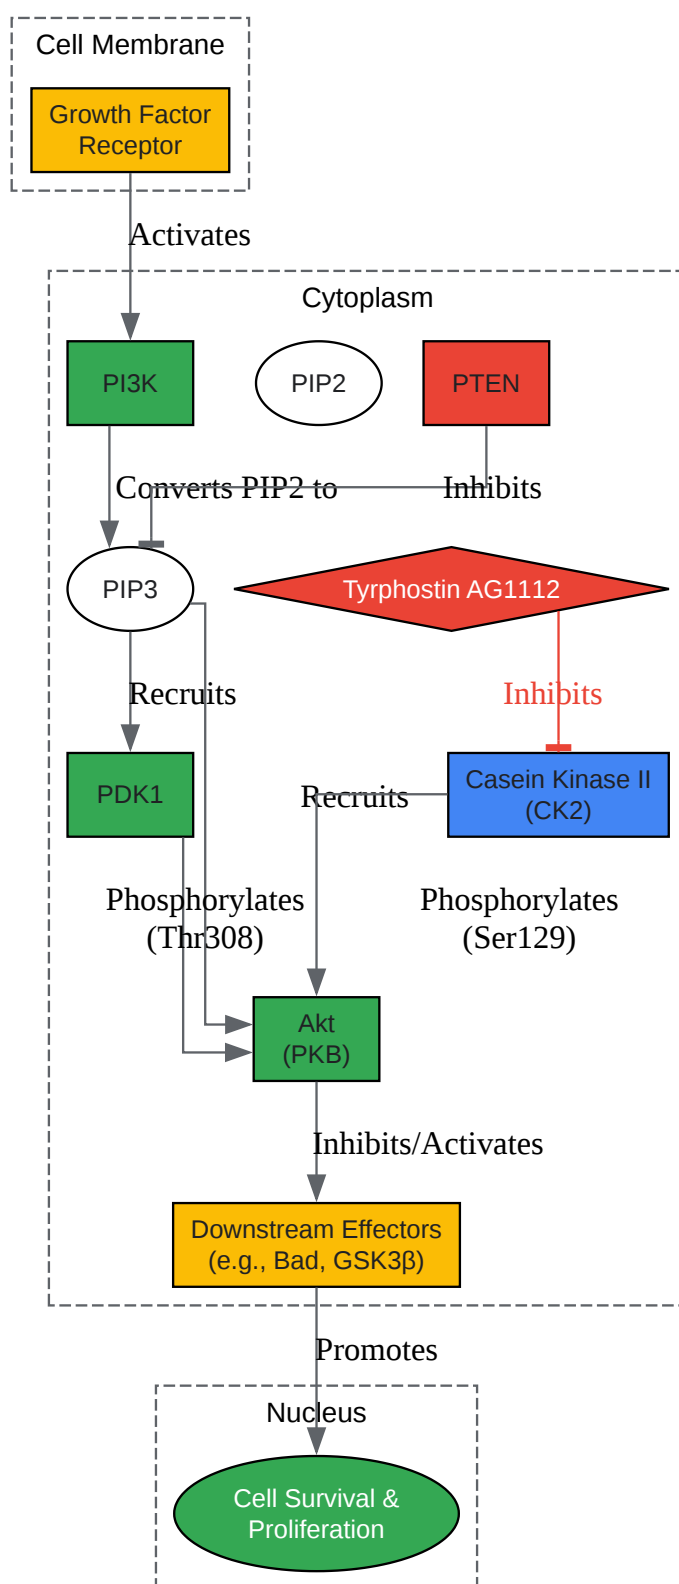 Cell Membrane
Growth Factor
Receptor
Activates
Cytoplasm
PI3K
PIP2
PTEN
Converts PIP2 to
Inhibits
PIP3
Tyrphostin AG1112
Recruits
Inhibits
PDK1
Casein Kinase II
(CK2)
Recruits
Phosphorylates
(Thr308)
Phosphorylates
(Ser129)
Akt
(PKB)
Inhibits/Activates
Downstream Effectors
(e.g., Bad, GSK3β)
Promotes
Nucleus
Cell Survival &
Proliferation